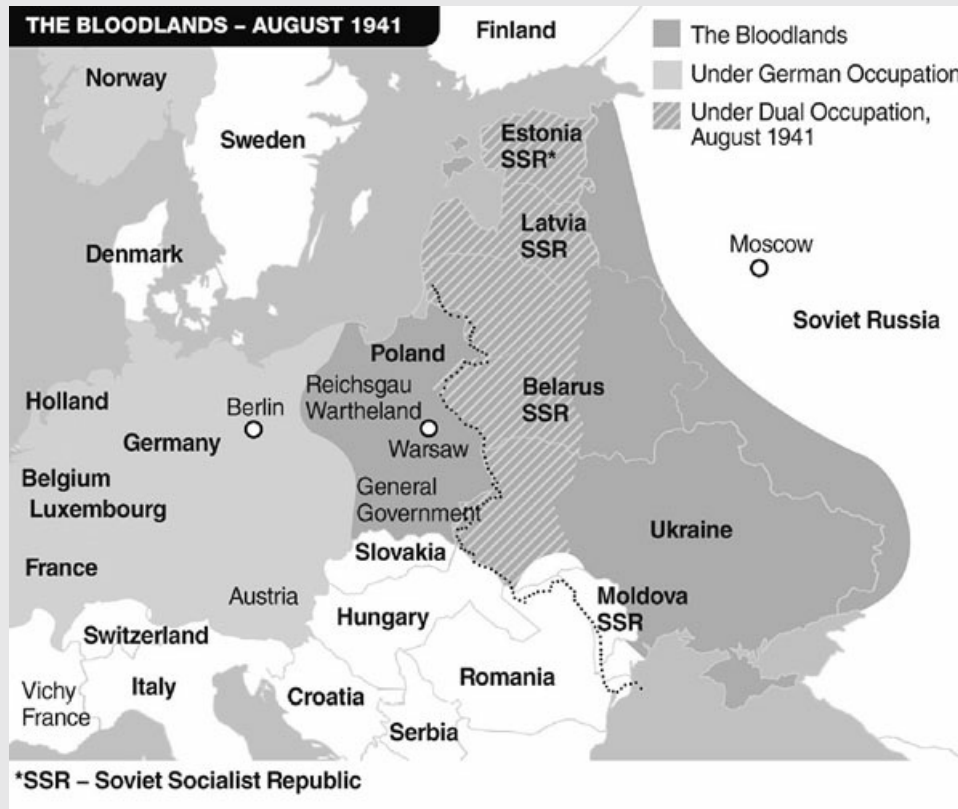 THE BLOODLANDS – AUGUST 1941
Finland
The Bloodlands
Under German Occupation
Under Dual Occupation,
August 1941
Norway
Sweden
Estonia
SSR*
Latvia
SSR
Denmark
Moscow
Soviet Russia
Poland
Reichsgau
Wartheland
Belarus
SSR
Holland
Berlin
Germany
Warsaw
Belgium
Luxembourg
General
Government
Ukraine
Slovakia
France
Austria
Moldova
SSR
Hungary
Switzerland
Romania
Vichy
France
Italy
Croatia
Serbia
*SSR – Soviet Socialist Republic